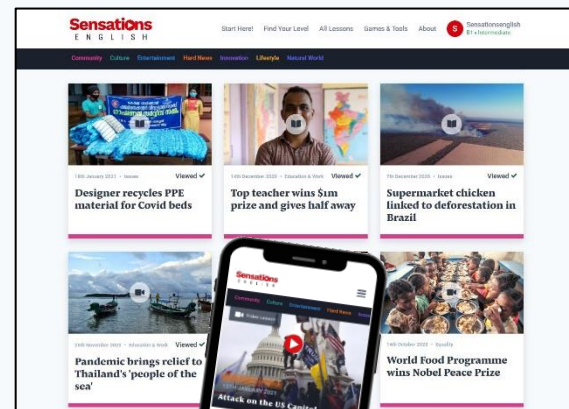 Sensations
ENGLISH
Start Here! Find Your Level All Lessons Games & Tools About
S
Sensationsenglish
B1 • Intermediate
Community Culture Entertainment Hard News Innovation Lifestyle Natural World
18th January 2021 • Issues Viewed ✔
Designer recycles PPE
material for Covid beds
14th December 2020 • Education & Work Viewed ✔
Top teacher wins $1m
prize and gives half away
7th December 2020 • Issues Viewed ✔
Supermarket chicken
linked to deforestation in
Brazil
Viewed ✔
Pandemic brings relief to
Thailand's 'people of the
sea'
Sensations
ENGLISH
Community Culture Entertainment Hard News
Video Lesson
Attack on the US Capitol
14th October 2020 • Equality
World Food Programme
wins Nobel Peace Prize